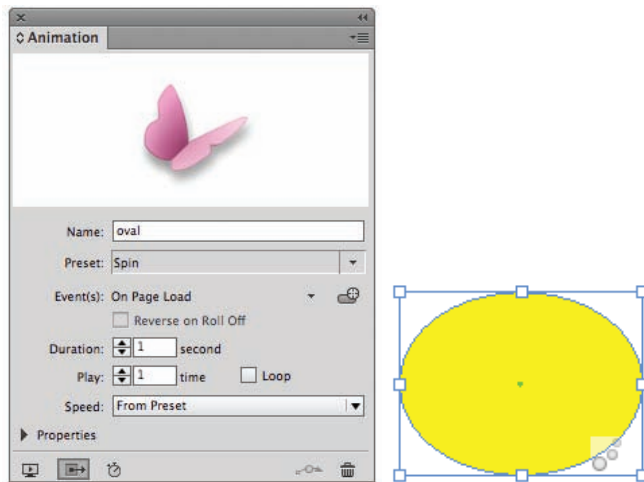 Animation
Name: oval
Preset: Spin
Event(s): On Page Load
Reverse on Roll Off
Duration: 1 second
Play: 1 time Loop
Speed: From Preset
Properties